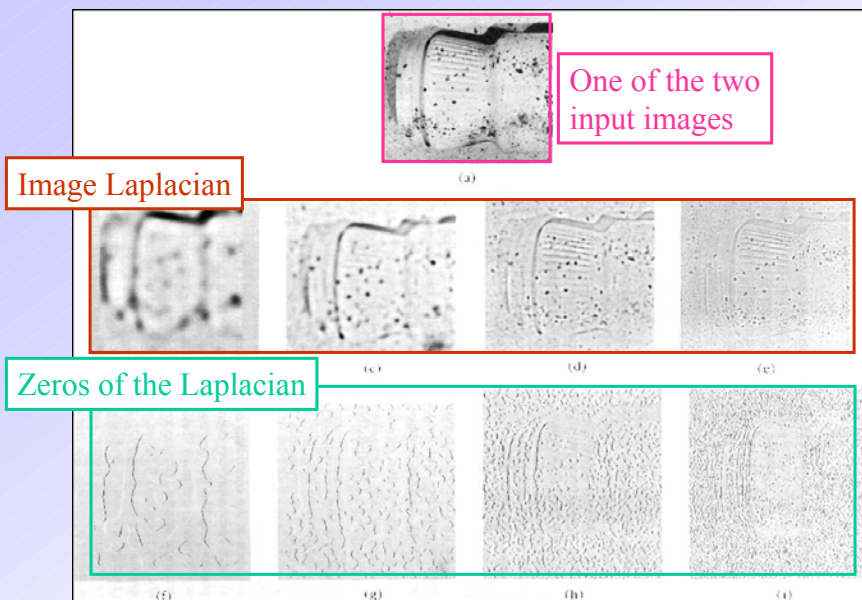 One of the two
input images
(a)
Image Laplacian
(c)
(d)
(e)
Zeros of the Laplacian
(f)
(g)
(h)
(i)